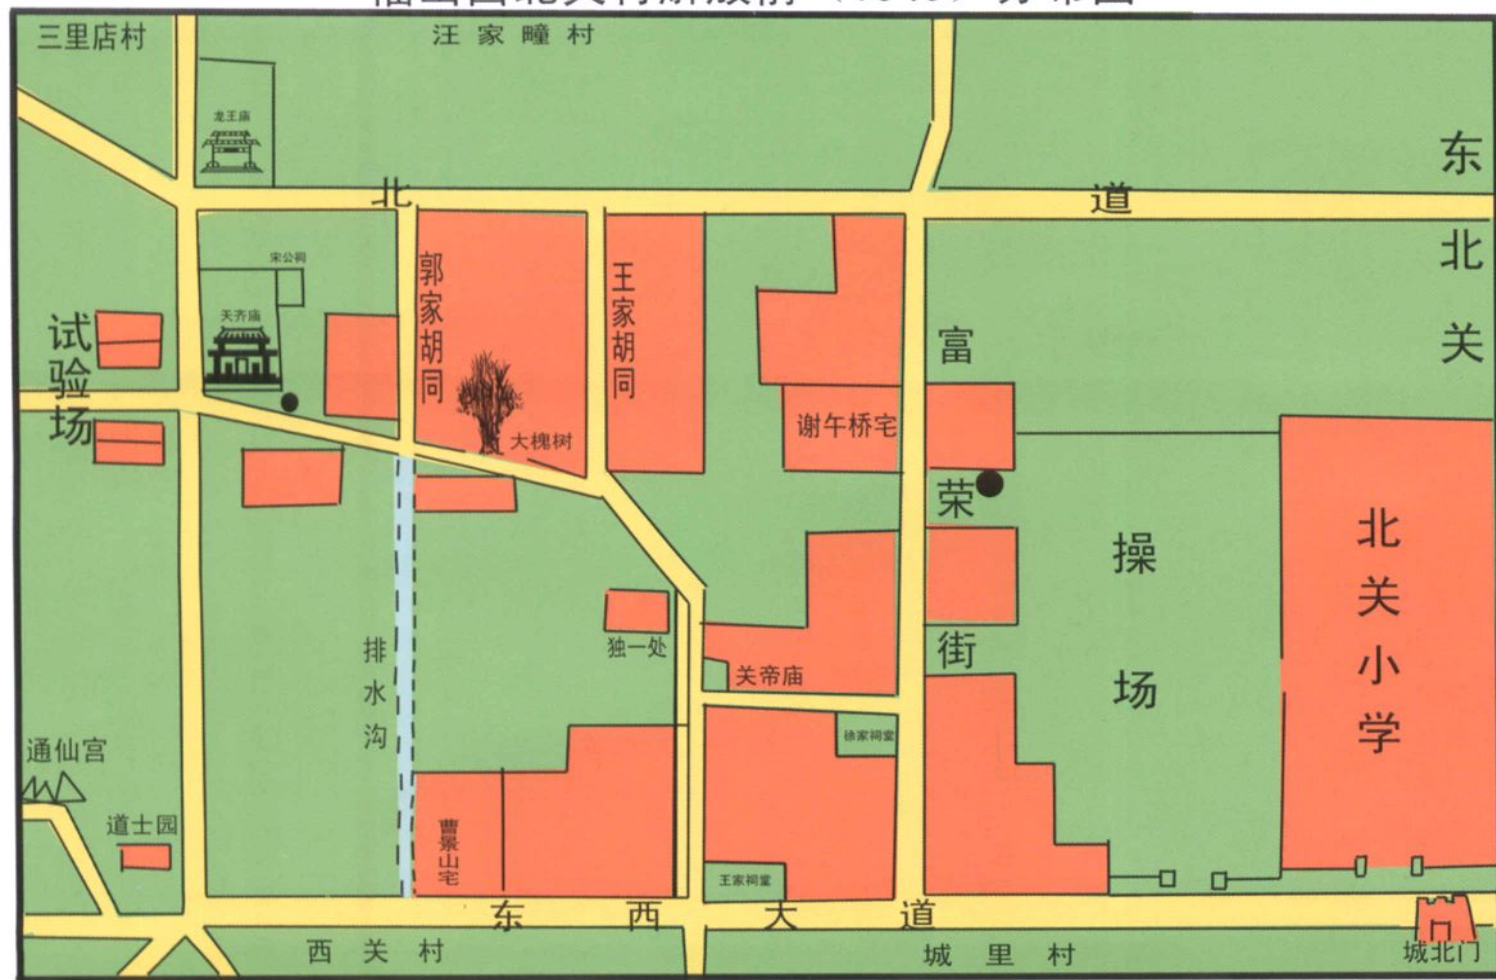 三里店村
汪家疃村
龙王庙
东北关
北道
宋公祠
天齐庙
试验场
郭家胡同
王家胡同
大槐树
谢午桥宅
富荣街
操场
北关小学
排水沟
独一处
关帝庙
徐家祠堂
通仙宫
道士园
曹景山宅
王家祠堂
东西大道
西关村
城里村
城北门